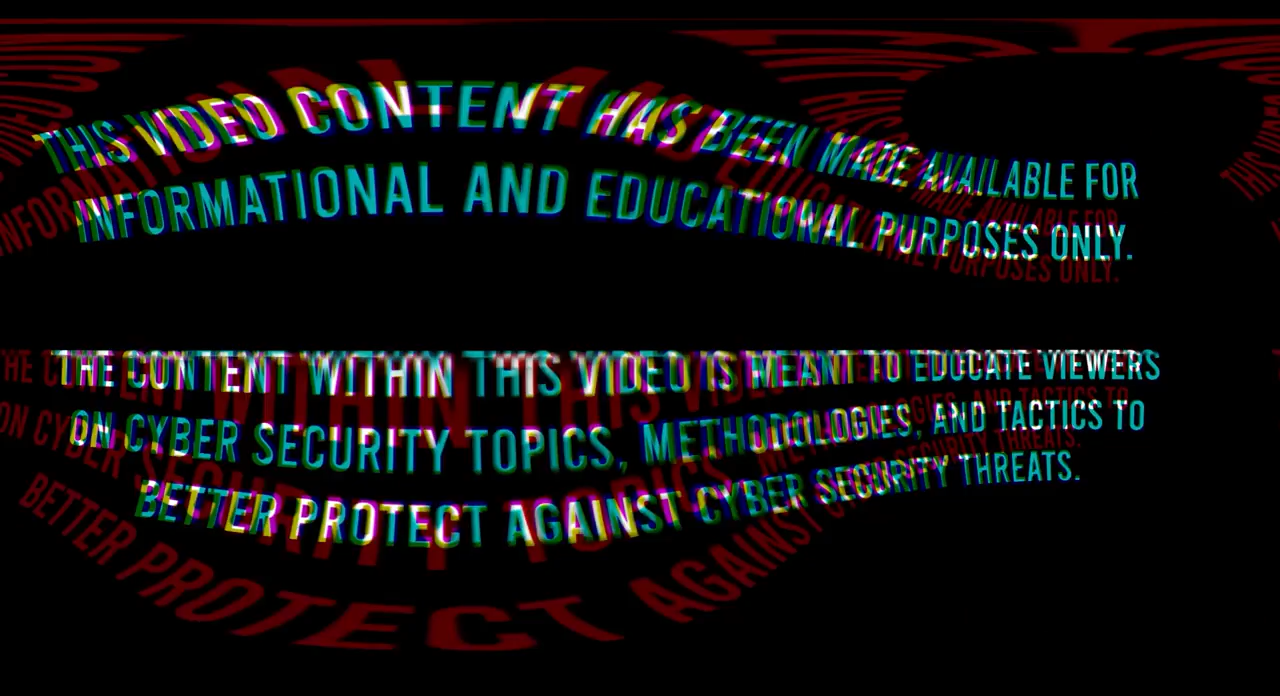 THIS VIDEO CONTENT HAS BEEN MADE AVAILABLE FOR
INFORMATIONAL AND EDUCATIONAL PURPOSES ONLY.
THE CONTENT WITHIN THIS VIDEO IS MEANT TO EDUCATE VIEWERS
ON CYBER SECURITY TOPICS, METHODOLOGIES, AND TACTICS TO
BETTER PROTECT AGAINST CYBER SECURITY THREATS.